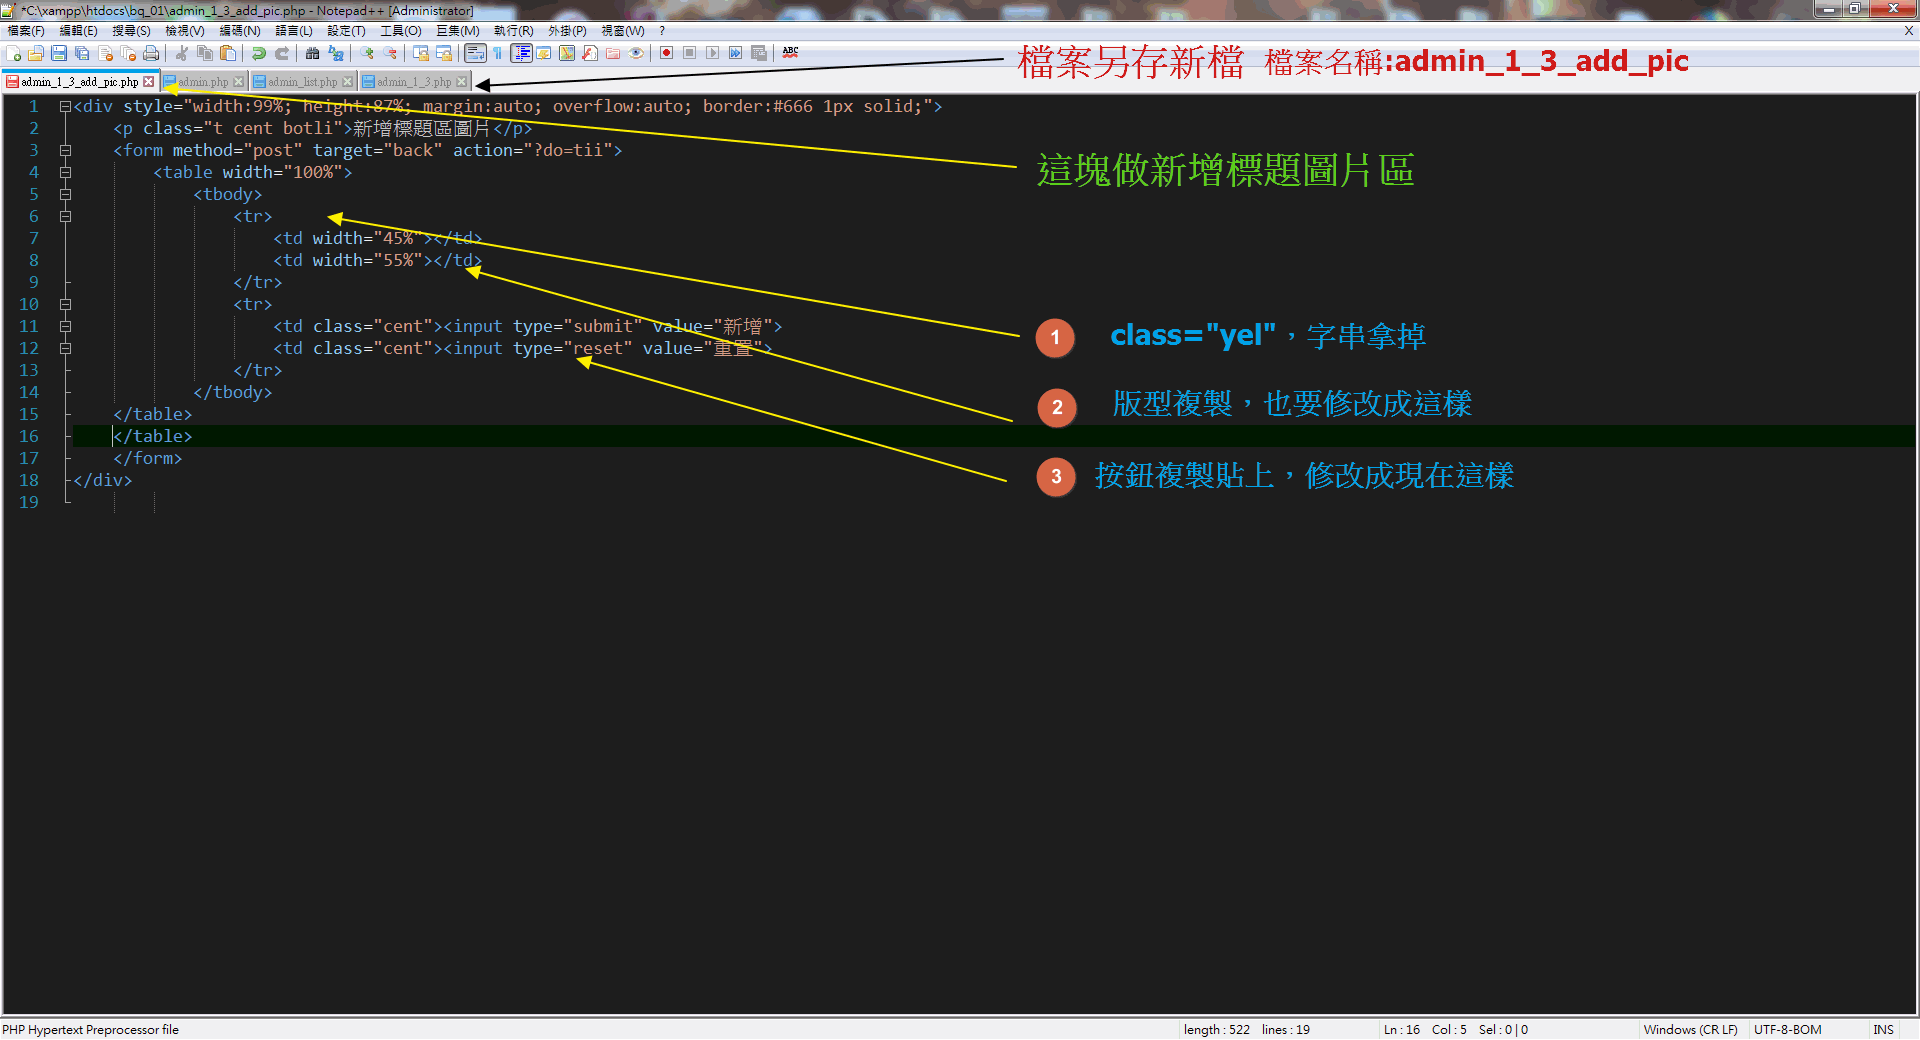 *C:\xampp\htdocs\bq_01\admin_1_3_add_pic.php - Notepad++ [Administrator]
檔案(F) 編輯(E) 搜尋(S) 檢視(V) 編碼(N) 語言(L) 設定(T) 工具(O) 巨集(M) 執行(R) 外掛(P) 視窗(W) ? X
ABC
檔案另存新檔 檔案名稱:admin_1_3_add_pic
admin_1_3_add_pic.php admin.php admin_list.php admin_1_3.php
1 <div style="width:99%; height:87%; margin:auto; overflow:auto; border:#666 1px solid;">
2 <p class="t cent botli">新增標題區圖片</p>
3 <form method="post" target="back" action="?do=tii">
這塊做新增標題圖片區
4 <table width="100%">
5 <tbody>
6 <tr>
7 <td width="45%"></td>
8 <td width="55%"></td>
9 </tr>
10 <tr>
11 <td class="cent"><input type="submit" value="新增">
1 class="yel"，字串拿掉
12 <td class="cent"><input type="reset" value="重置">
13 </tr>
14 </tbody>
2 版型複製，也要修改成這樣
15 </table>
16 </table>
17 </form>
3 按鈕複製貼上，修改成現在這樣
18 </div>
19
PHP Hypertext Preprocessor file length : 522 lines : 19 Ln : 16 Col : 5 Sel : 0 | 0 Windows (CR LF) UTF-8-BOM INS